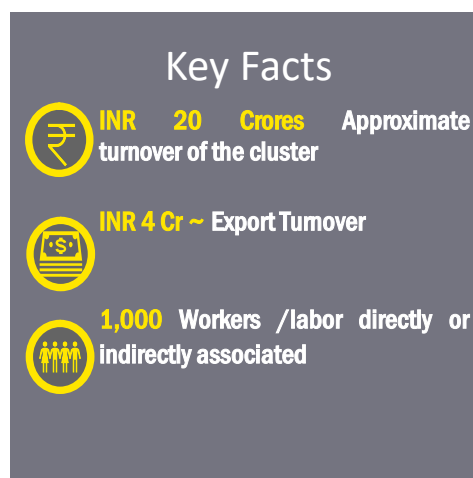 Key Facts
INR 20 Crores Approximate
turnover of the cluster
INR 4 Cr ~ Export Turnover
1,000 Workers /labor directly or
indirectly associated